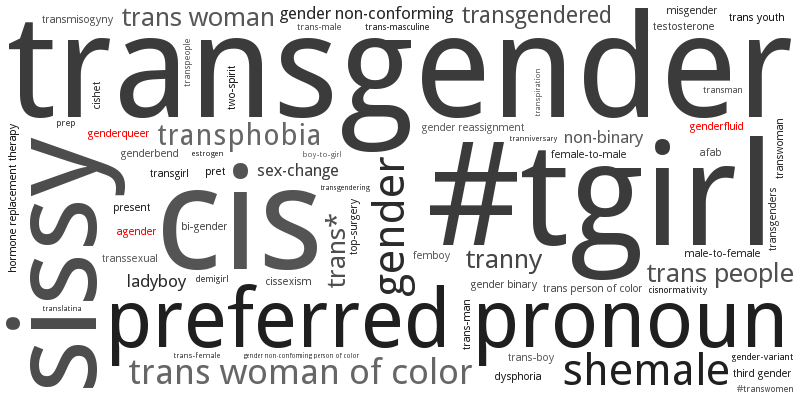 transmisogyny
trans woman
gender non-conforming
transgendered
misgender
trans youth
trans-male
trans-masculine
testosterone
transgender
transpeople
cishet
two-spirit
transpiration
transman
prep
genderqueer
transphobia
gender reassignment
tranniversary
non-binary
genderfluid
hormone replacement therapy
genderbend
estrogen
boy-to-girl
female-to-male
afab
transwoman
transgirl
pret
sex-change
#tgirl
sissy
cis
transgendering
gender
present
trans*
top-surgery
transgenders
agender
bi-gender
transsexual
femboy
tranny
male-to-female
ladyboy
demigirl
cissexism
trans people
gender binary
trans person of color
cisnormativity
translatina
preferred pronoun
trans-man
trans-female
gender non-conforming person of color
trans-boy
gender-variant
trans woman of color
dysphoria
shemale
third gender
#transwomen